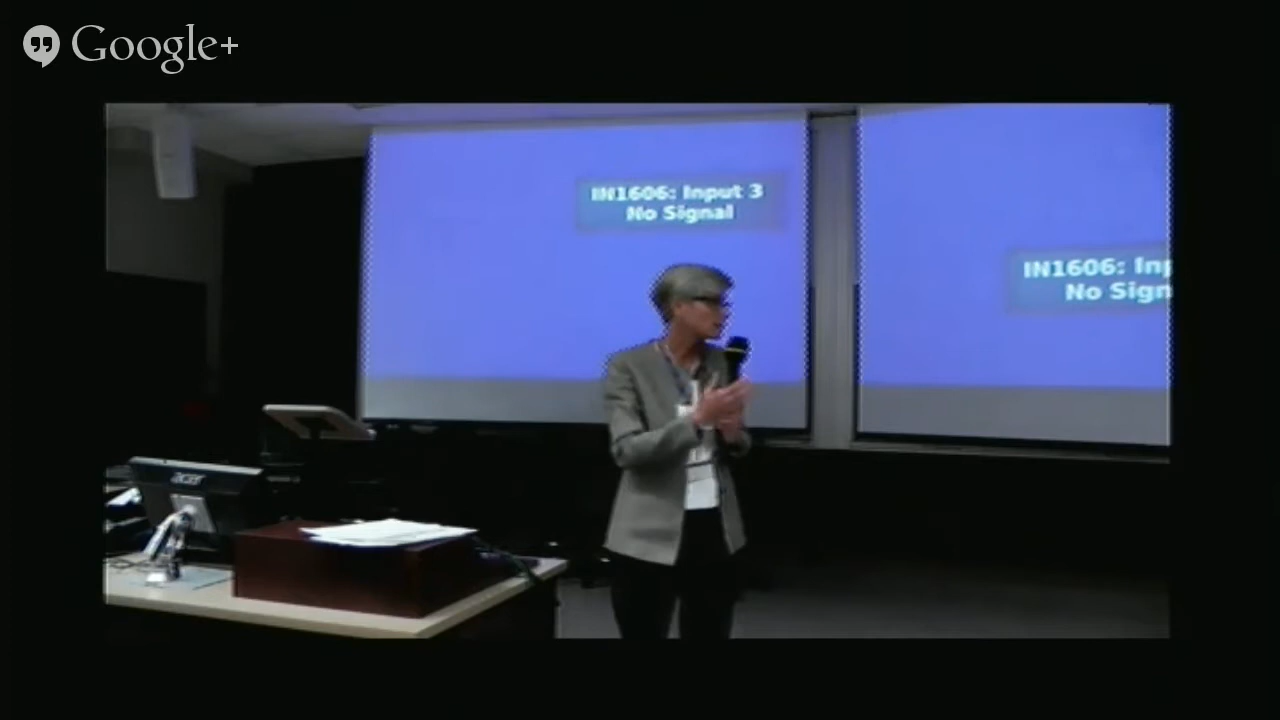 Google+
IN1606: Input 3
No Signal
IN1606: Inp
No Sign
acer